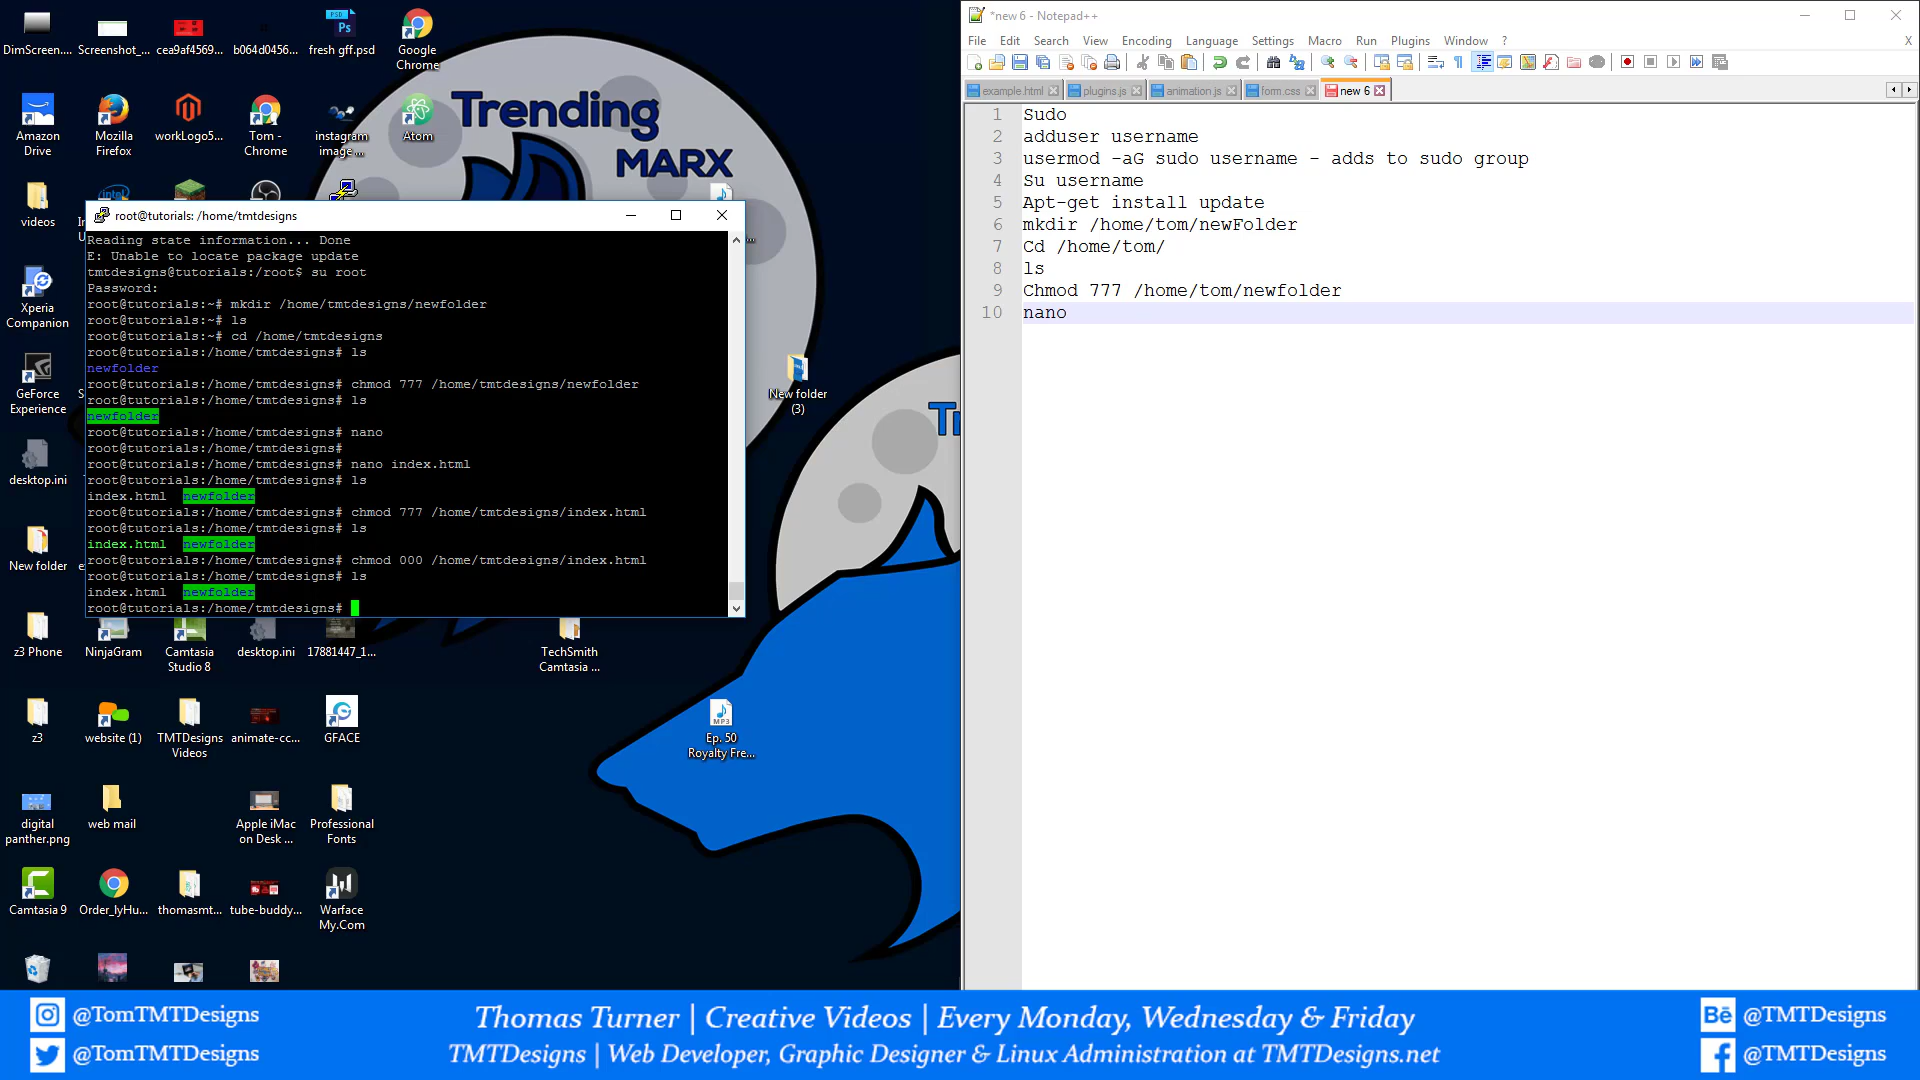 DimScreen....
Screenshot_...
cea9af4569...
b064d0456...
fresh gff.psd
Google
Chrome
Amazon
Drive
Mozilla
Firefox
workLogo5...
Tom -
Chrome
instagram
image ...
Atom
Trending
MARX
videos
Xperia
Companion
GeForce
Experience
desktop.ini
New folder
New folder
(3)
z3 Phone
NinjaGram
Camtasia
Studio 8
desktop.ini
17881447_1...
TechSmith
Camtasia ...
z3
website (1)
TMTDesigns
Videos
animate-cc...
GFACE
MP3
Ep. 50
Royalty Fre...
digital
panther.png
web mail
Apple iMac
on Desk ...
Professional
Fonts
Camtasia 9
Order_lyHu...
thomasmt...
tube-buddy...
Warface
My.Com
root@tutorials: /home/tmtdesigns
Reading state information... Done
E: Unable to locate package update
tmtdesigns@tutorials:/root$ su root
Password:
root@tutorials:~# mkdir /home/tmtdesigns/newfolder
root@tutorials:~# ls
root@tutorials:~# cd /home/tmtdesigns
root@tutorials:/home/tmtdesigns# ls
newfolder
root@tutorials:/home/tmtdesigns# chmod 777 /home/tmtdesigns/newfolder
root@tutorials:/home/tmtdesigns# ls
newfolder
root@tutorials:/home/tmtdesigns# nano
root@tutorials:/home/tmtdesigns#
root@tutorials:/home/tmtdesigns# nano index.html
root@tutorials:/home/tmtdesigns# ls
index.html newfolder
root@tutorials:/home/tmtdesigns# chmod 777 /home/tmtdesigns/index.html
root@tutorials:/home/tmtdesigns# ls
index.html newfolder
root@tutorials:/home/tmtdesigns# chmod 000 /home/tmtdesigns/index.html
root@tutorials:/home/tmtdesigns# ls
index.html newfolder
root@tutorials:/home/tmtdesigns#
*new 6 - Notepad++
File Edit Search View Encoding Language Settings Macro Run Plugins Window ? X
example.html plugins.js animation.js form.css new 6
1 Sudo
2 adduser username
3 usermod -aG sudo username - adds to sudo group
4 Su username
5 Apt-get install update
6 mkdir /home/tom/newFolder
7 Cd /home/tom/
8 ls
9 Chmod 777 /home/tom/newfolder
10 nano
@TomTMTDesigns
@TomTMTDesigns
Thomas Turner | Creative Videos | Every Monday, Wednesday & Friday
TMTDesigns | Web Developer, Graphic Designer & Linux Administration at TMTDesigns.net
@TMTDesigns
@TMTDesigns